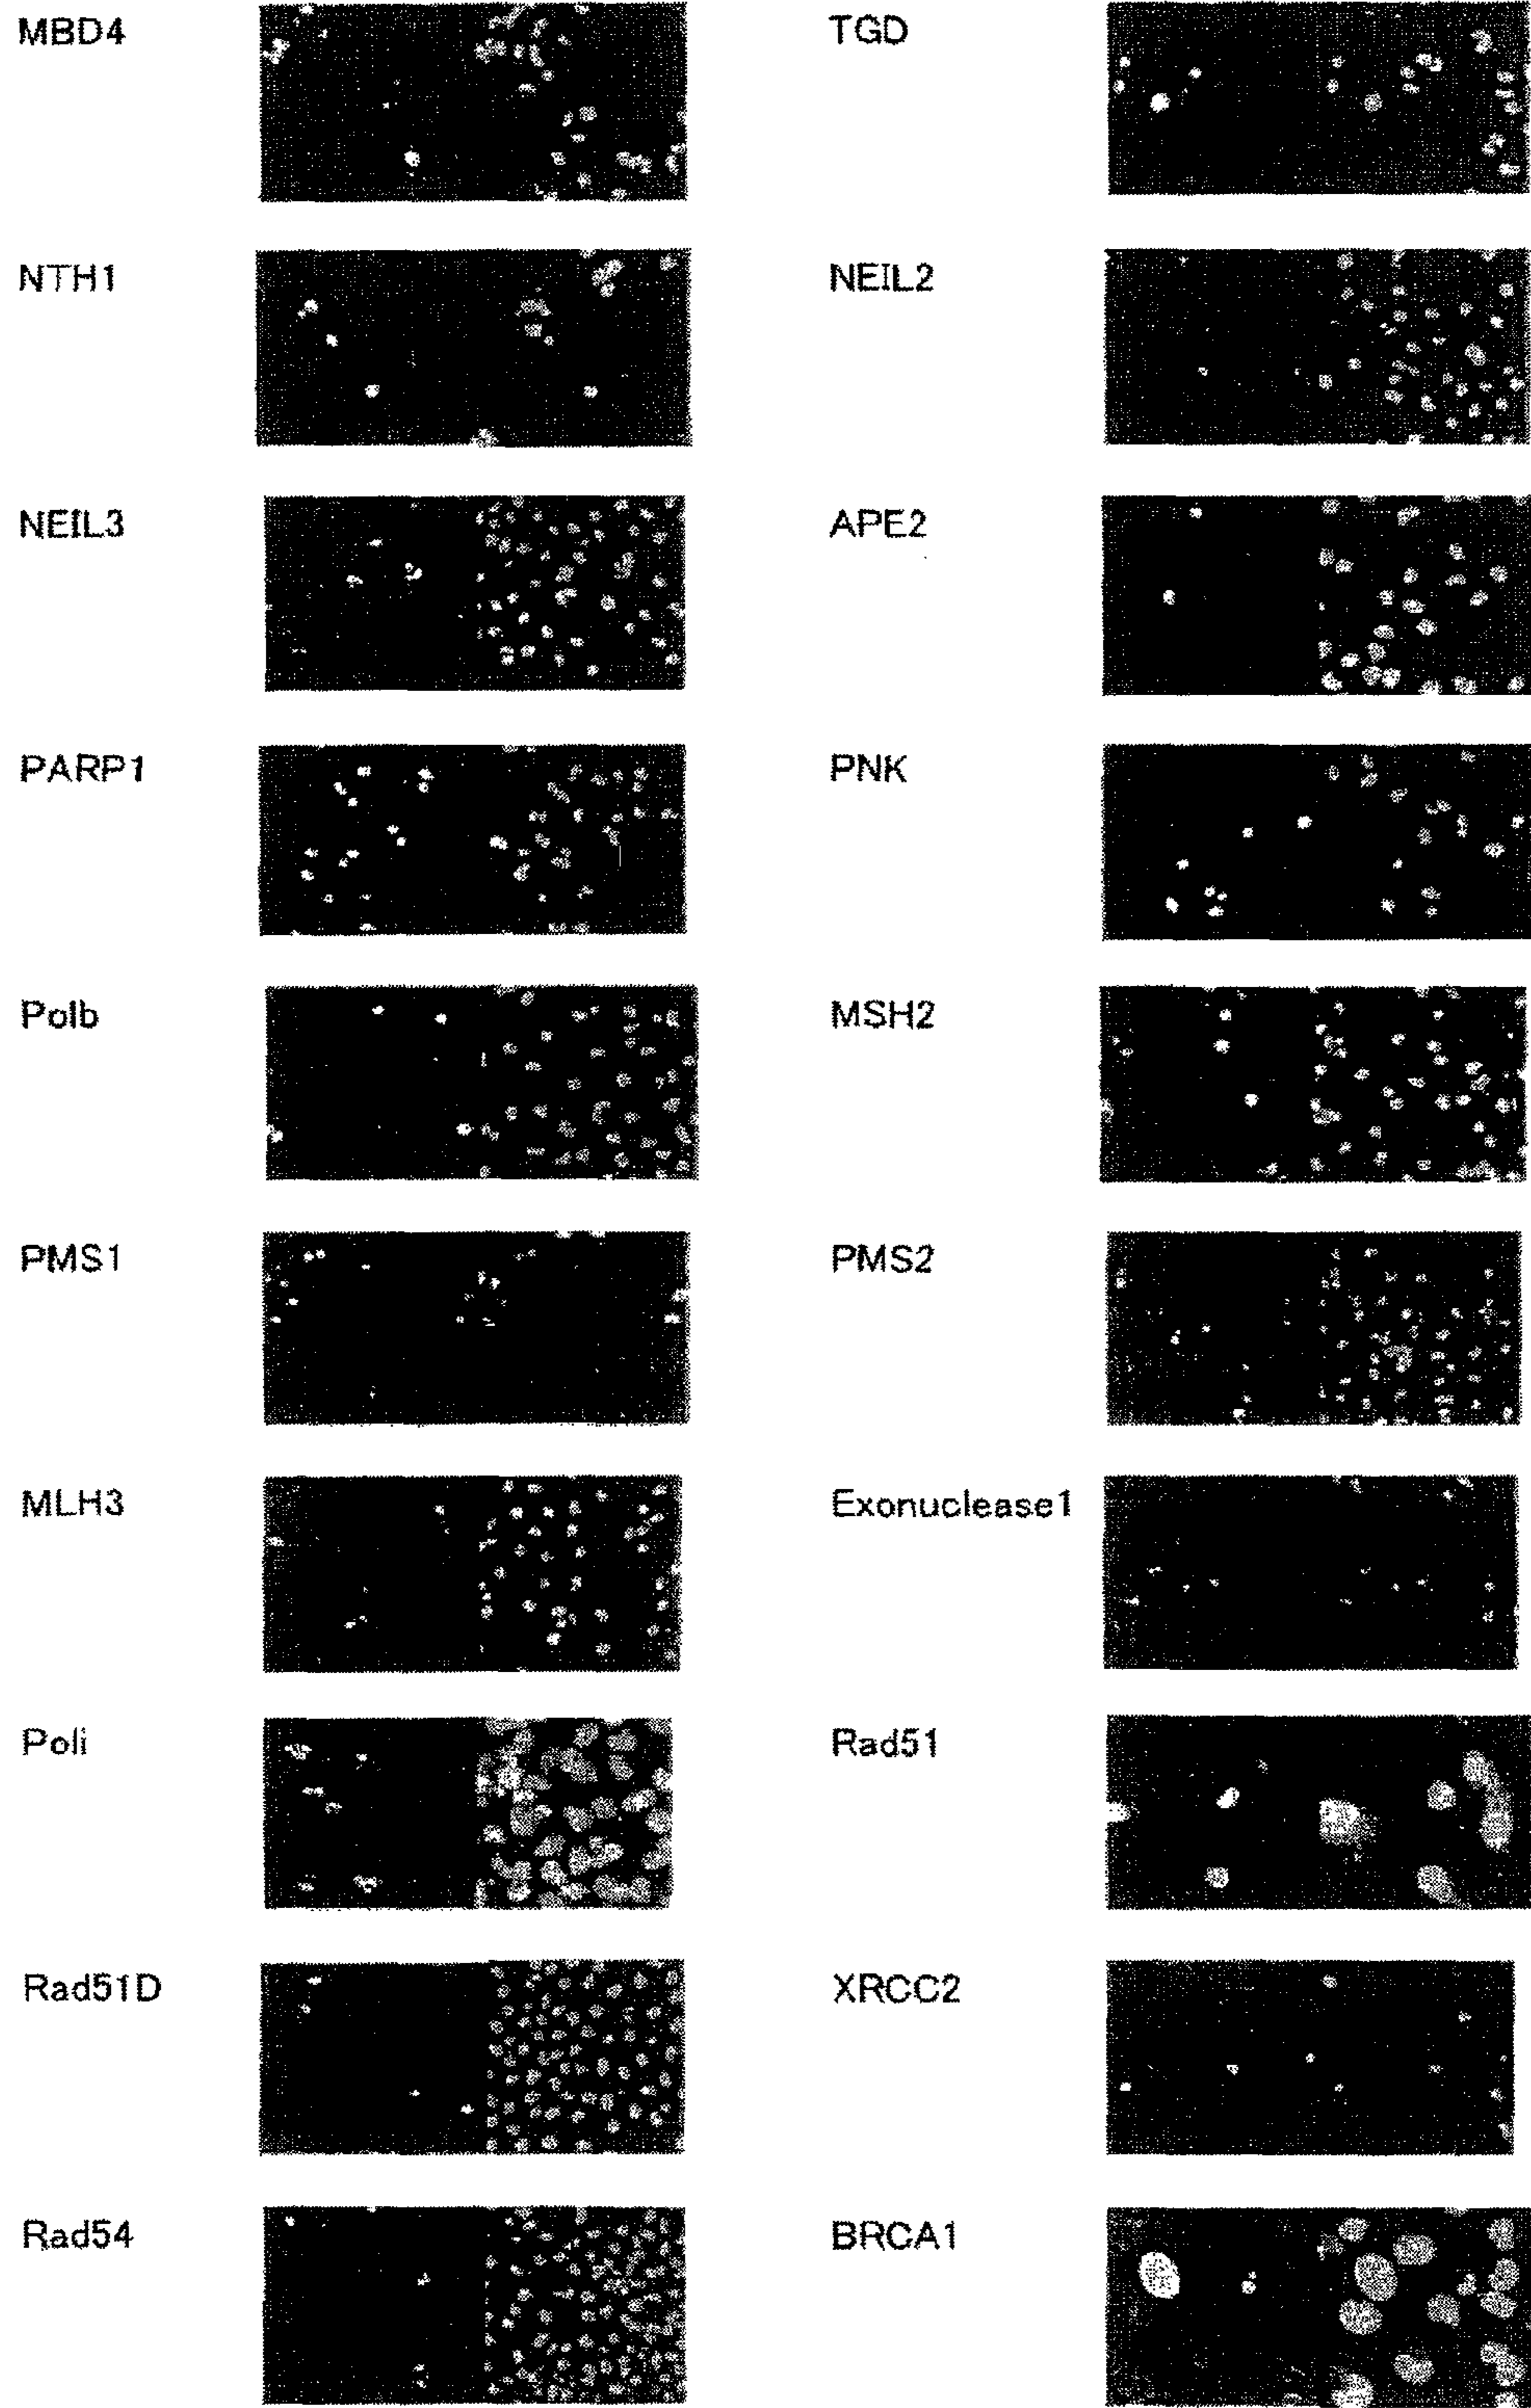 MBD4 TGD
NTH1 NEIL2
NEIL3 APE2
PARP1 PNK
Polb MSH2
PMS1 PMS2
MLH3 Exonuclease1
Poli Rad51
Rad51D XRCC2
Rad54 BRCA1